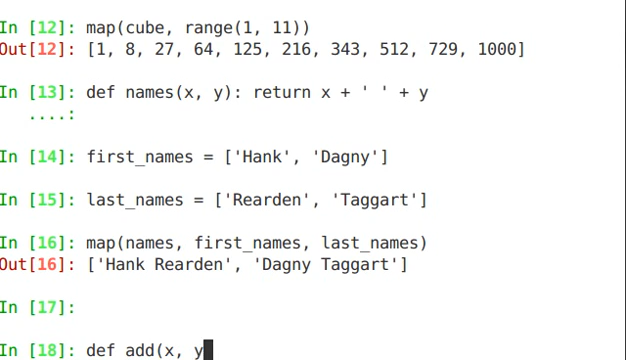 In [12]: map(cube, range(1, 11))
Out[12]: [1, 8, 27, 64, 125, 216, 343, 512, 729, 1000]
In [13]: def names(x, y): return x + ' ' + y
....:
In [14]: first_names = ['Hank', 'Dagny']
In [15]: last_names = ['Rearden', 'Taggart']
In [16]: map(names, first_names, last_names)
Out[16]: ['Hank Rearden', 'Dagny Taggart']
In [17]:
In [18]: def add(x, y